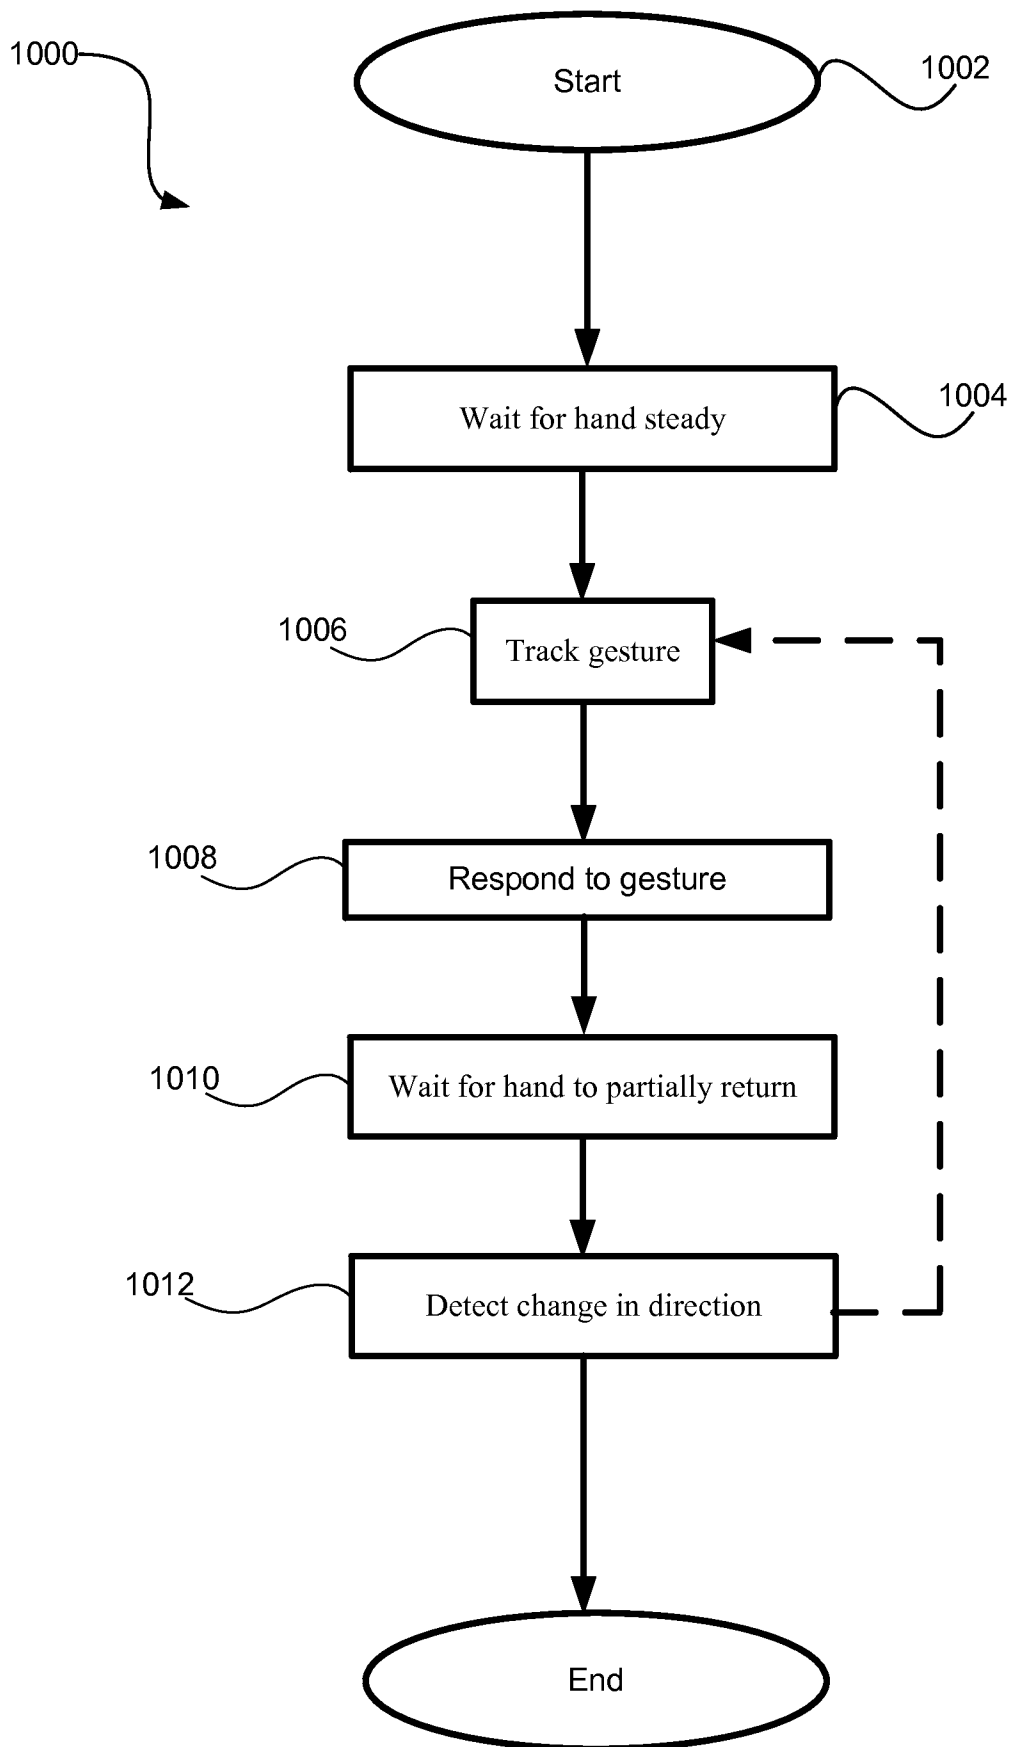 1000
Start
1002
Wait for hand steady
1004
1006
Track gesture
1008
Respond to gesture
1010
Wait for hand to partially return
1012
Detect change in direction
End